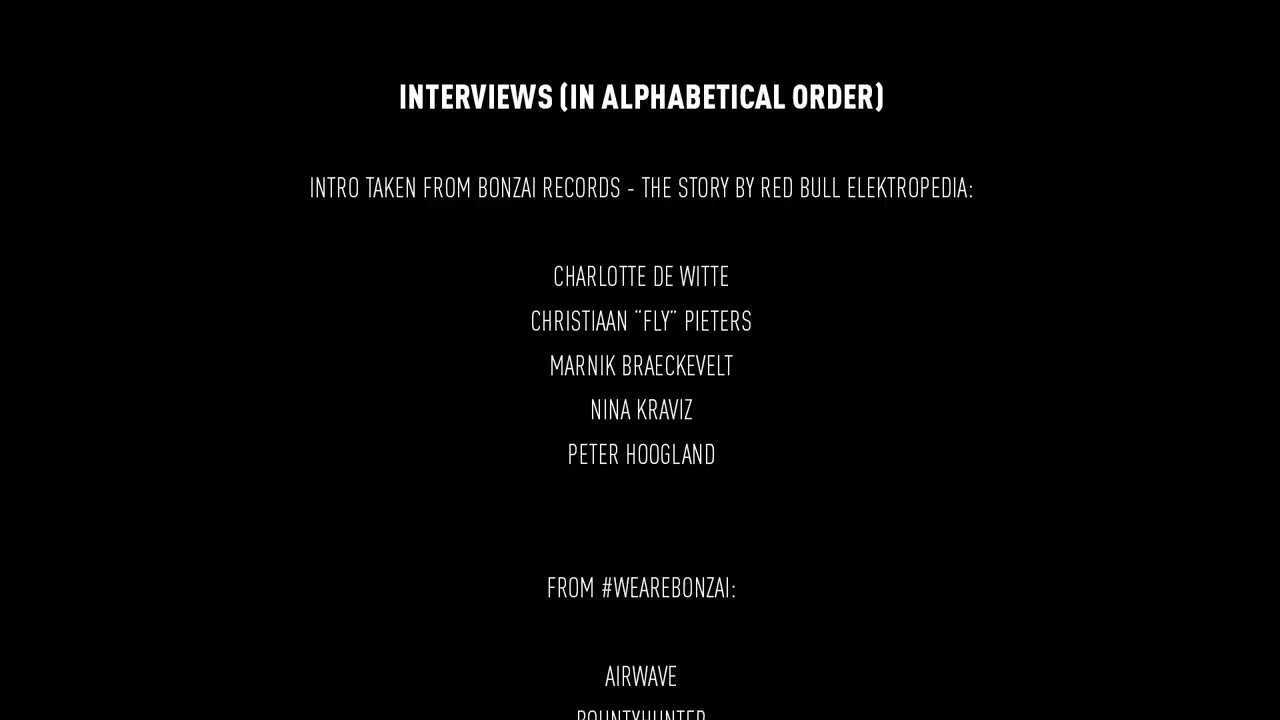 INTERVIEWS (IN ALPHABETICAL ORDER)
INTRO TAKEN FROM BONZAI RECORDS - THE STORY BY RED BULL ELEKTROPEDIA:
CHARLOTTE DE WITTE
CHRISTIAAN "FLY" PIETERS
MARNIK BRAECKEVELT
NINA KRAVIZ
PETER HOOGLAND
FROM #WEAREBONZAI:
AIRWAVE
BOUNTYHUNTER